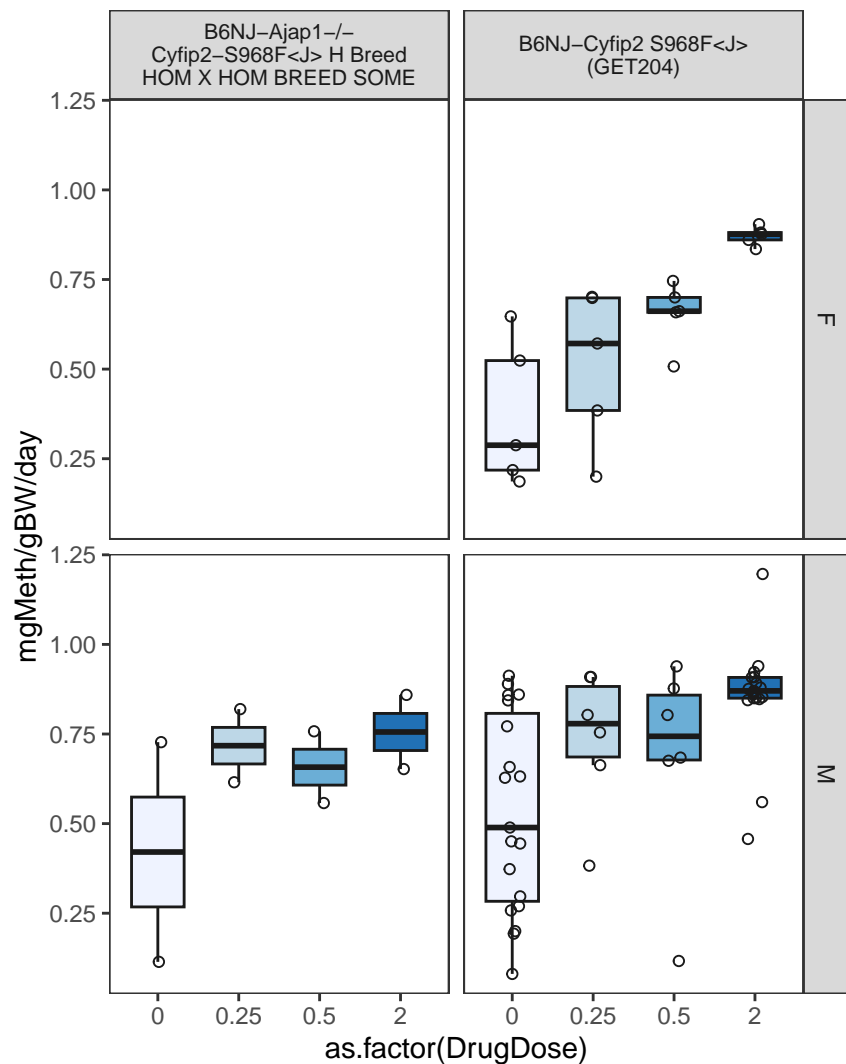 B6NJ−Ajap1−/−
Cyfip2−S968F<J> H Breed
HOM X HOM BREED SOME
B6NJ−Cyfip2 S968F<J>
(GET204)
1.25
1.00
0.75
0.50
0.25
F
1.25
1.00
0.75
0.50
0.25
M
mgMeth/gBW/day
0
0.25
0.5
2
0
0.25
0.5
2
as.factor(DrugDose)